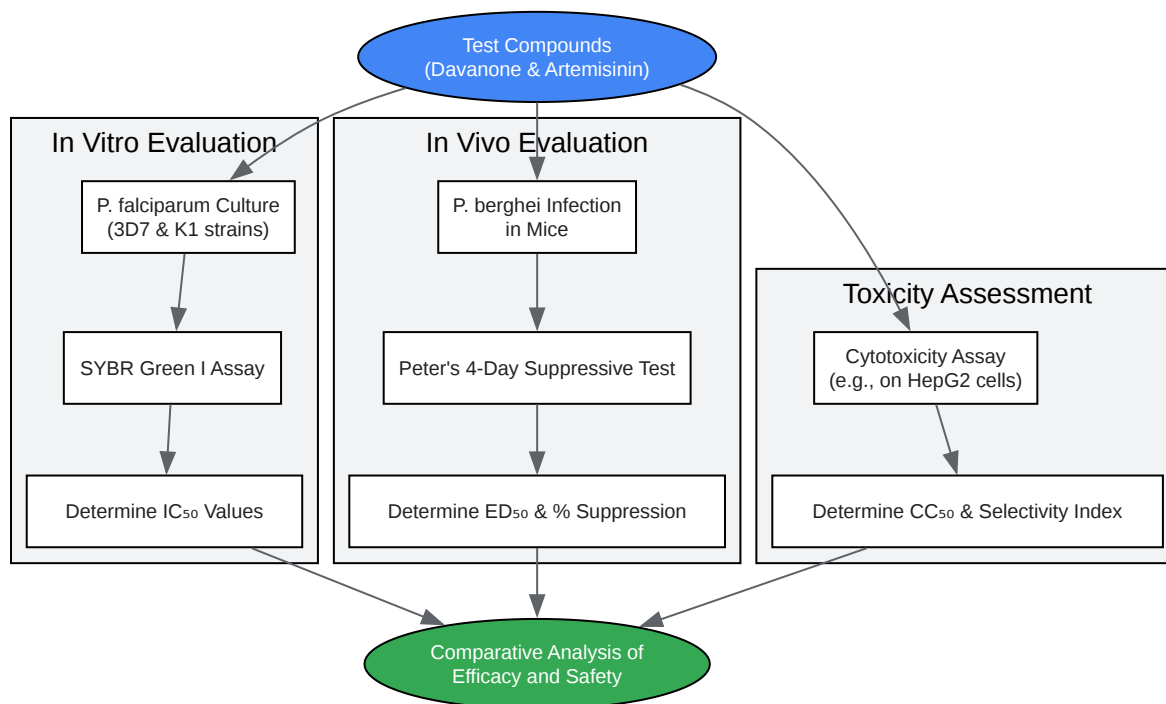 Test Compounds
(Davanone & Artemisinin)
In Vitro Evaluation
P. falciparum Culture
(3D7 & K1 strains)
SYBR Green I Assay
Determine IC₅₀ Values
In Vivo Evaluation
P. berghei Infection
in Mice
Peter's 4-Day Suppressive Test
Determine ED₅₀ & % Suppression
Toxicity Assessment
Cytotoxicity Assay
(e.g., on HepG2 cells)
Determine CC₅₀ & Selectivity Index
Comparative Analysis of
Efficacy and Safety